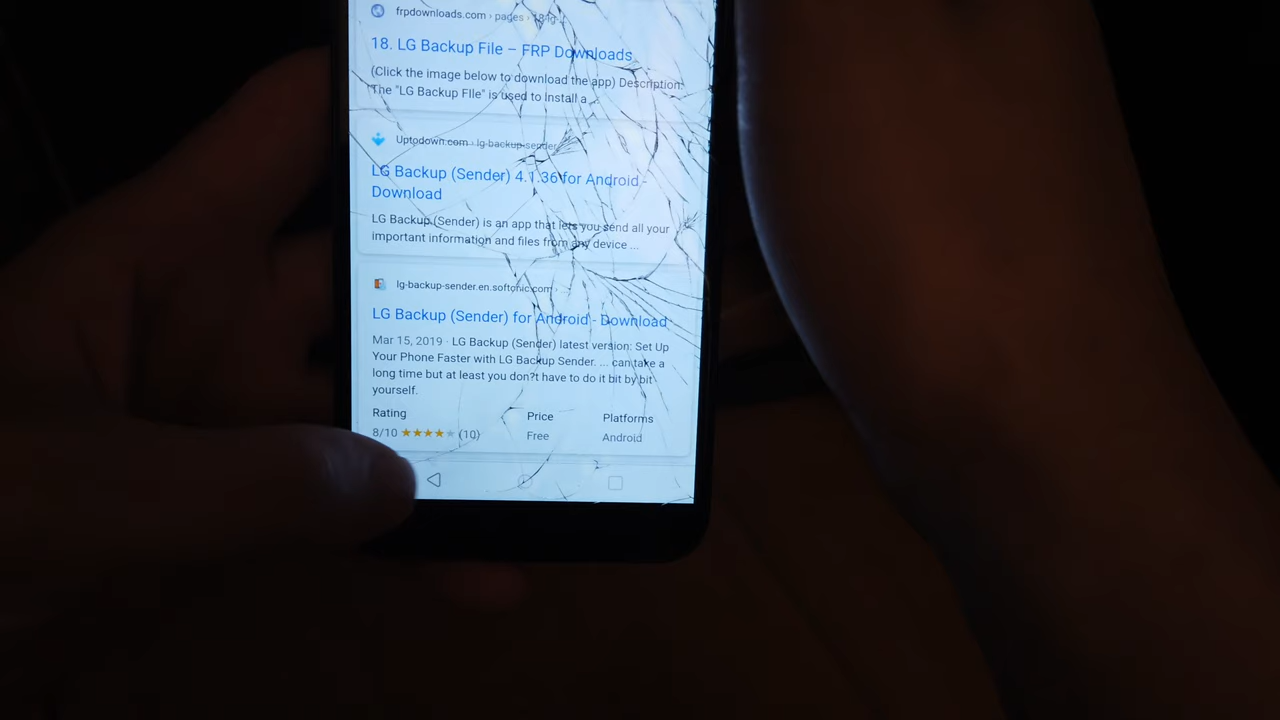 frpdownloads.com › pages › 18-lg-...
18. LG Backup File – FRP Downloads
(Click the image below to download the app) Description:
The "LG Backup FIle" is used to Install a ...
Uptodown.com › lg-backup-sender
LG Backup (Sender) 4.1.36 for Android -
Download
LG Backup (Sender) is an app that lets you send all your
important information and files from any device ...
lg-backup-sender.en.softonic.com
LG Backup (Sender) for Android - Download
Mar 15, 2019 · LG Backup (Sender) latest version: Set Up
Your Phone Faster with LG Backup Sender. ... can take a
long time but at least you don?t have to do it bit by bit
yourself.
Rating Price Platforms
8/10 ★★★★★ (10) Free Android